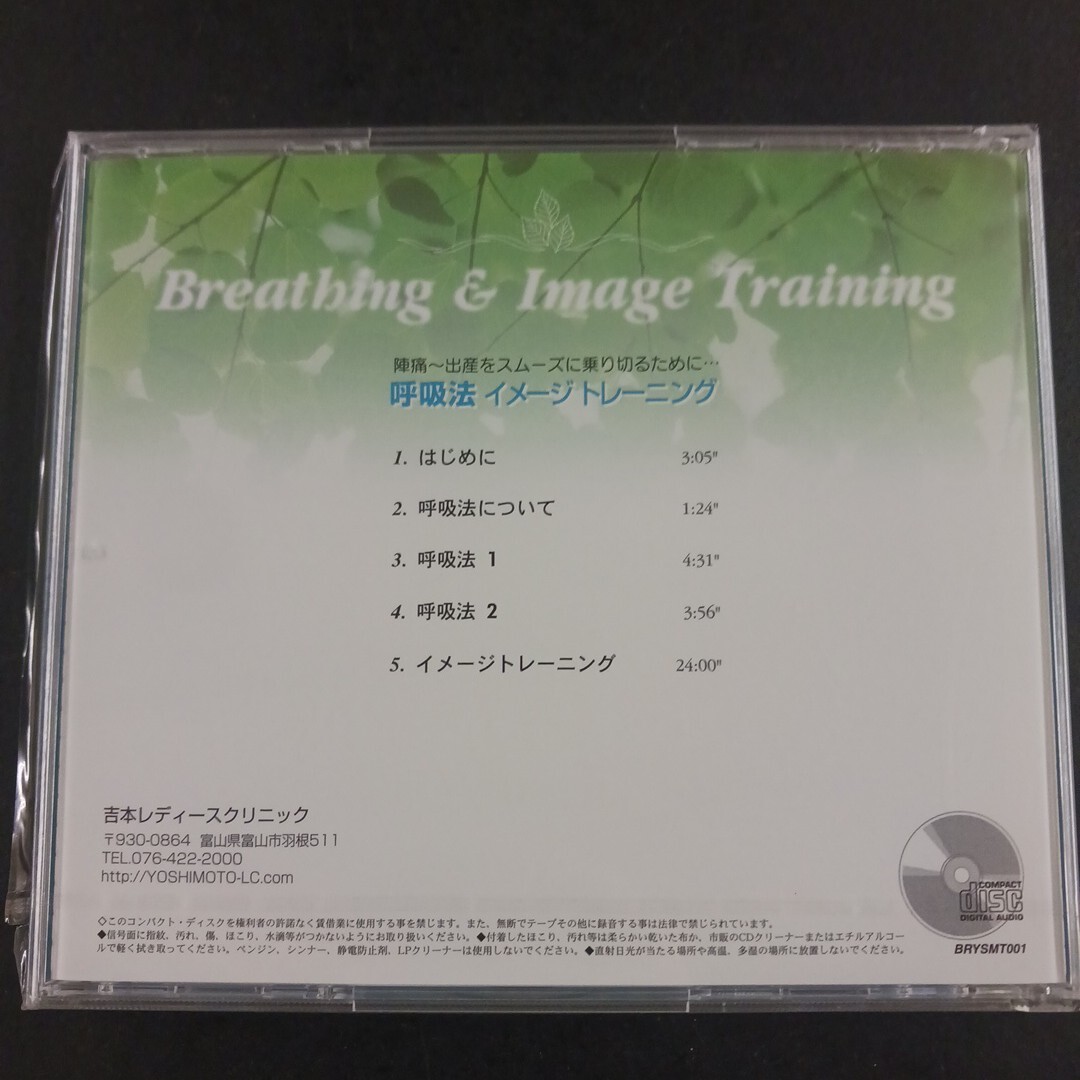 Breathing & Image Training
陣痛～出産をスムーズに乗り切るために…
呼吸法 イメージトレーニング
1. はじめに 3:05"
2. 呼吸法について 1:24"
3. 呼吸法 1 4:31"
4. 呼吸法 2 3:56"
5. イメージトレーニング 24:00"
吉本レディースクリニック
〒930-0864 富山県富山市羽根511
TEL.076-422-2000
http://YOSHIMOTO-LC.com
COMPACT
disc
DIGITAL AUDIO
◇このコンパクト・ディスクを権利者の許諾なく賃借業に使用する事を禁じます。また、無断でテープその他に録音する事は法律で禁じられています。
◆信号面に指紋、汚れ、傷、ほこり、水滴等がつかないようにお取り扱いください。◆付着したほこり、汚れ等は柔らかい乾いた布か、市販のCDクリーナーまたはエチルアルコー
ルで軽く拭き取ってください。ベンジン、シンナー、静電防止剤、LPクリーナーは使用しないでください。◆直射日光が当たる場所や高温、多湿の場所に放置しないでください。
BRYSMT001